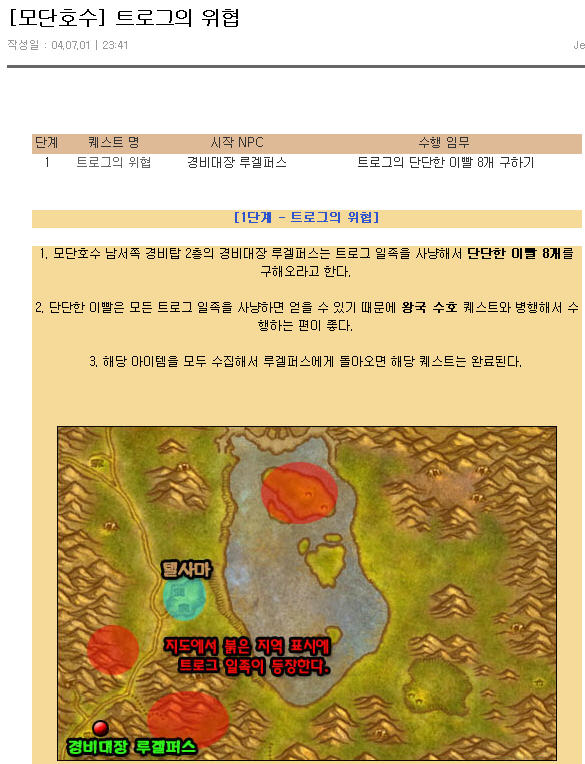 [모단호수] 트로그의 위협
작성일 : 04.07.01 | 23:41
Je
단계 퀘스트 명 시작 NPC 수행 임무
1 트로그의 위협 경비대장 루겔퍼스 트로그의 단단한 이빨 8개 구하기
[1단계 - 트로그의 위협]
1. 모단호수 남서쪽 경비탑 2층의 경비대장 루겔퍼스는 트로그 일족을 사냥해서 단단한 이빨 8개를
구해오라고 한다.
2. 단단한 이빨은 모든 트로그 일족을 사냥하면 얻을 수 있기 때문에 왕국 수호 퀘스트와 병행해서 수
행하는 편이 좋다.
3. 해당 아이템을 모두 수집해서 루겔퍼스에게 돌아오면 해당 퀘스트는 완료된다.
텔사마
지도에서 붉은 지역 표시에
트로그 일족이 등장한다.
경비대장 루겔퍼스